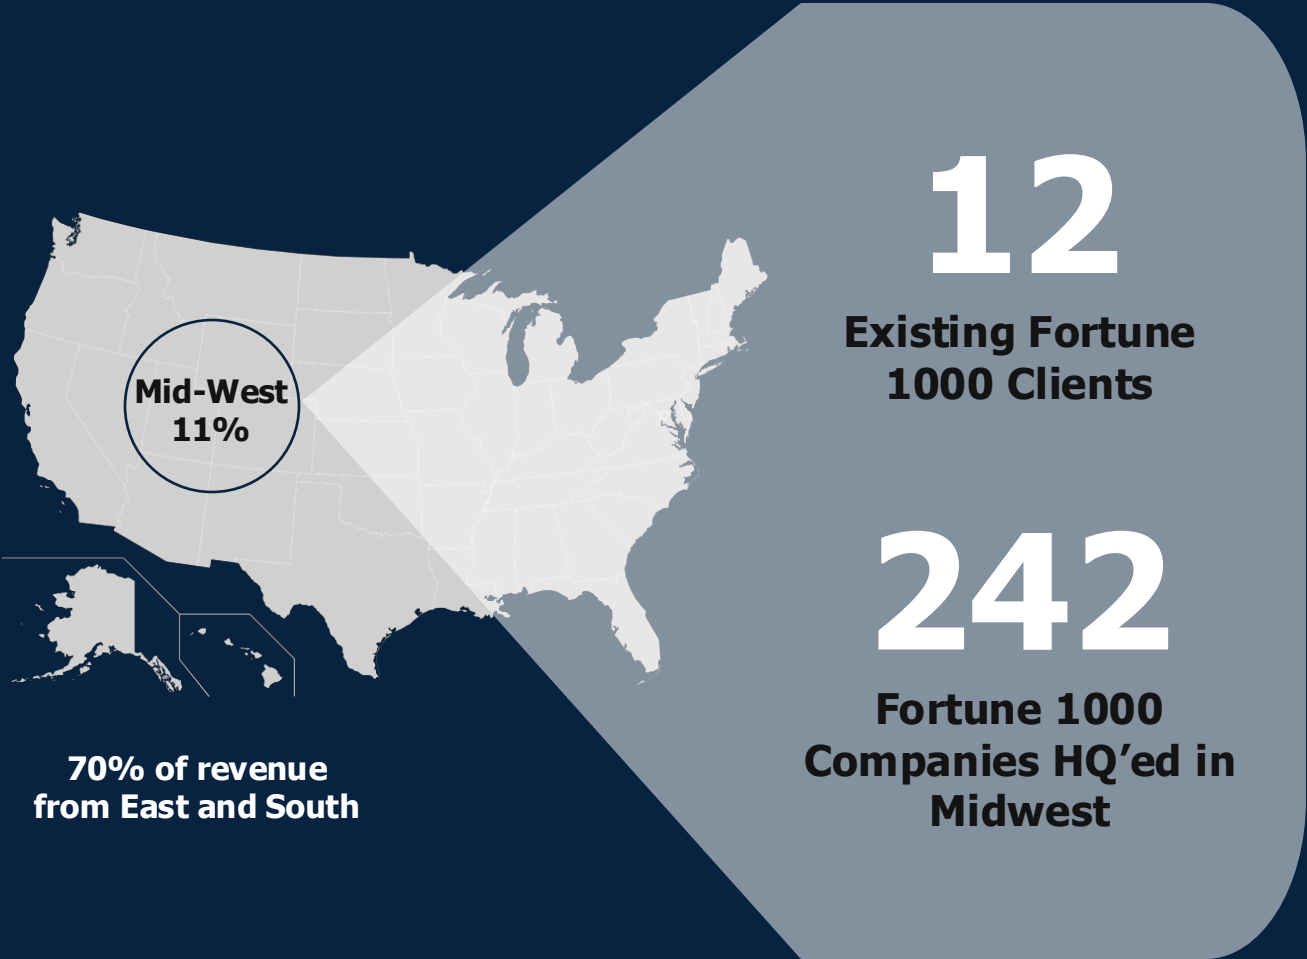 Mid-West
11%
70% of revenue
from East and South
12
Existing Fortune
1000 Clients
242
Fortune 1000
Companies HQ’ed in
Midwest